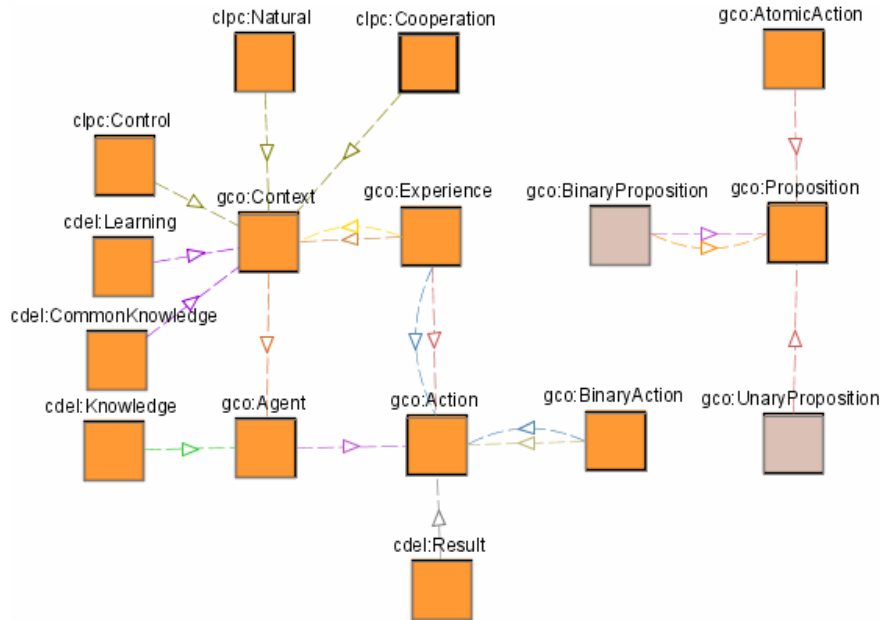 clpc:Natural
clpc:Cooperation
gco:AtomicAction
clpc:Control
gco:Context
gco:Experience
gco:BinaryProposition
gco:Proposition
cdel:Learning
cdel:CommonKnowledge
cdel:Knowledge
gco:Agent
gco:Action
gco:BinaryAction
gco:UnaryProposition
cdel:Result